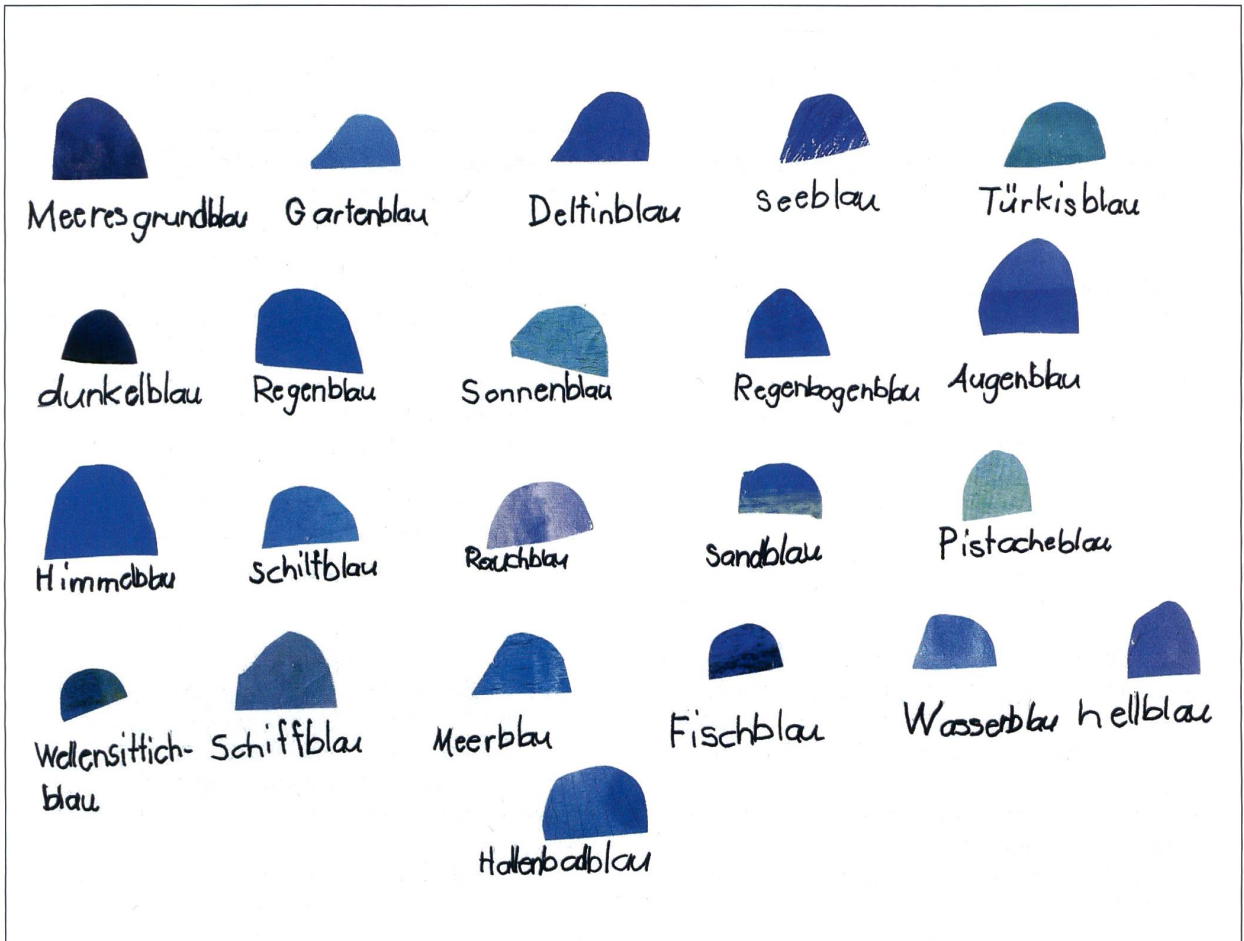 Meeresgrundblau Gartenblau Delfinblau seeblau Türkisblau
dunkelblau Regenblau Sonnenblau Regenbogenblau Augenblau
Himmelblau schilfblau Rauchblau Sandblau Pistacheblau
Wellensittich- Schiffblau Meerblau Fischblau Wasserblau hellblau
blau
Hallenbadblau